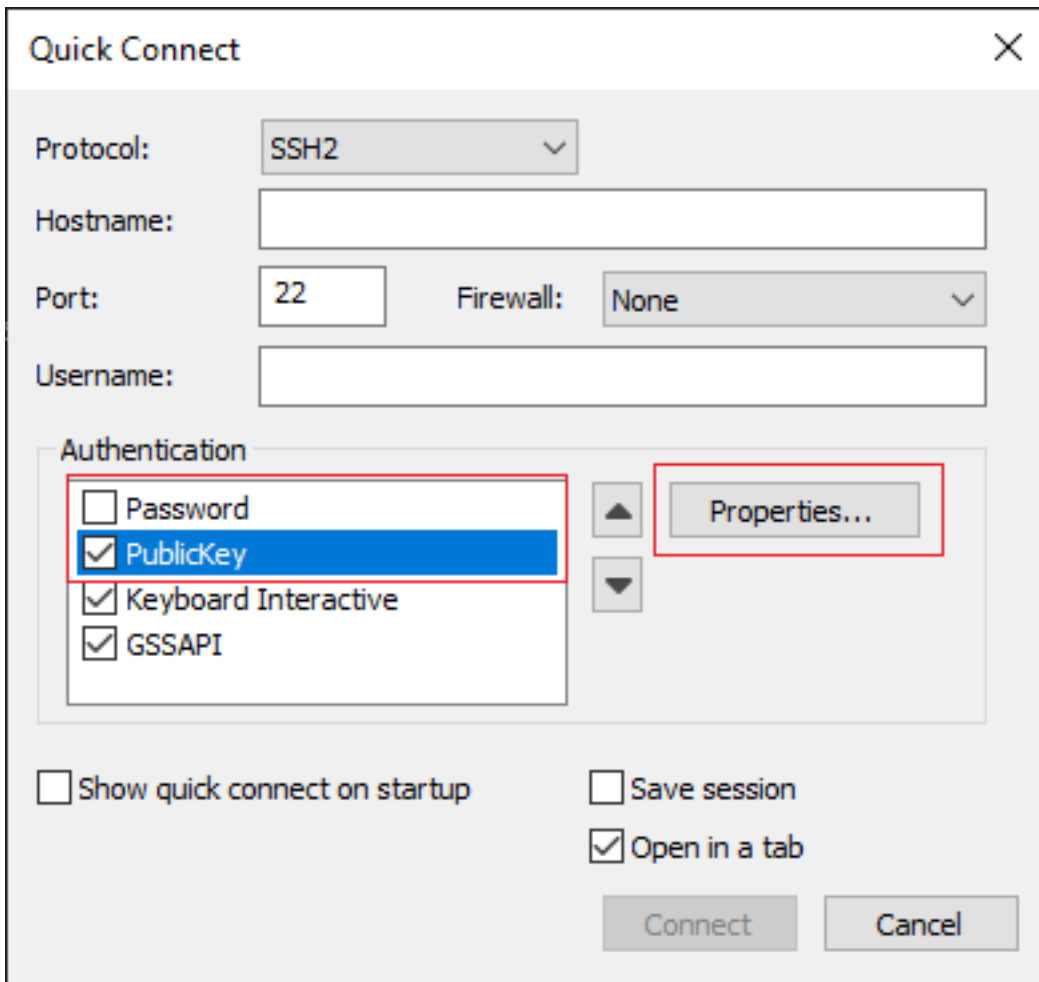 Quick Connect
Protocol: SSH2
Hostname:
Port: 22 Firewall: None
Username:
Authentication
Password
PublicKey
Keyboard Interactive
GSSAPI
Properties...
Show quick connect on startup
Save session
Open in a tab
Connect Cancel